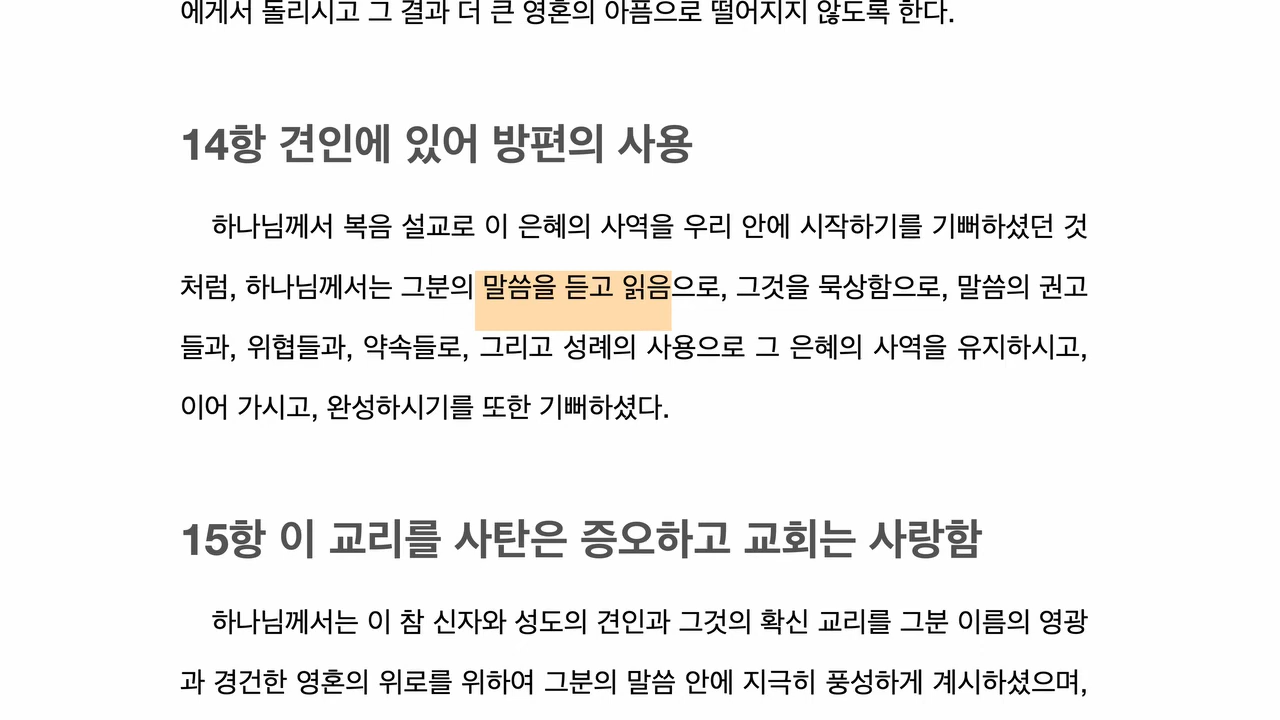 에게서 돌리시고 그 결과 더 큰 영혼의 아픔으로 떨어지지 않도록 한다.
14항 견인에 있어 방편의 사용
하나님께서 복음 설교로 이 은혜의 사역을 우리 안에 시작하기를 기뻐하셨던 것
처럼, 하나님께서는 그분의 말씀을 듣고 읽음으로, 그것을 묵상함으로, 말씀의 권고
들과, 위협들과, 약속들로, 그리고 성례의 사용으로 그 은혜의 사역을 유지하시고,
이어 가시고, 완성하시기를 또한 기뻐하셨다.
15항 이 교리를 사탄은 증오하고 교회는 사랑함
하나님께서는 이 참 신자와 성도의 견인과 그것의 확신 교리를 그분 이름의 영광
과 경건한 영혼의 위로를 위하여 그분의 말씀 안에 지극히 풍성하게 계시하셨으며,